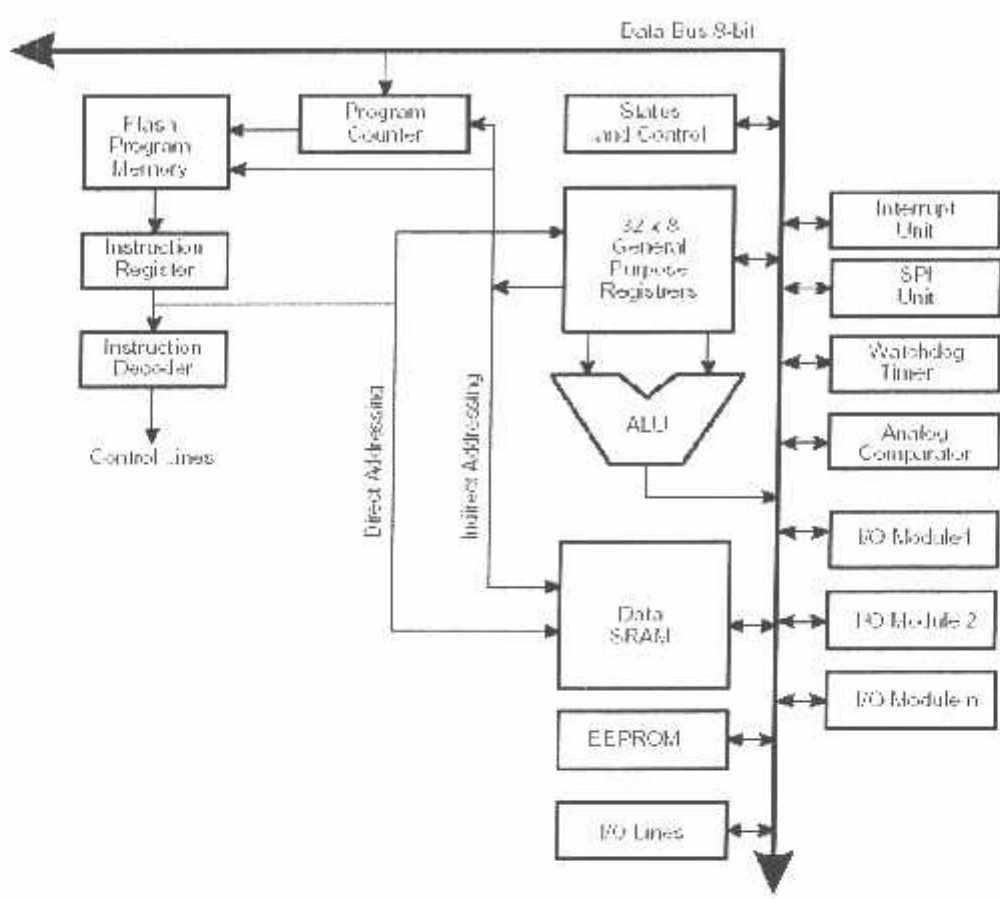 Data Bus 8-bit
Flash
Program
Memory
Program
Counter
Status
and Control
Instruction
Register
32 x 8
General
Purpose
Registrers
Interrupt
Unit
SPI
Unit
Instruction
Decoder
Watchdog
Timer
ALU
Analog
Comparator
Control Lines
Direct Addressing
Indirect Addressing
I/O Module1
Data
SRAM
I/O Module 2
I/O Module n
EEPROM
I/O Lines